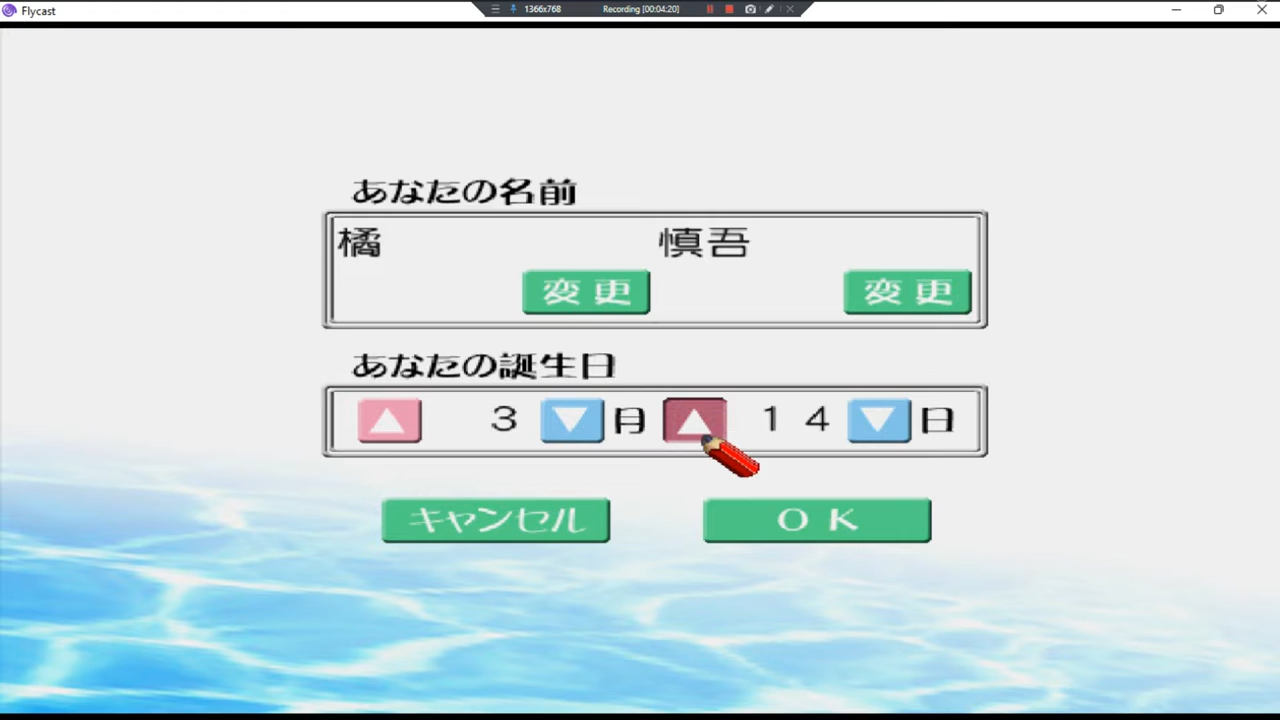 Flycast
1366x768
Recording [00:04:20]
あなたの名前
橘 慎吾
変更 変更
あなたの誕生日
▲ 3 ▼ 月 ▲ 14 ▼ 日
キャンセル OK